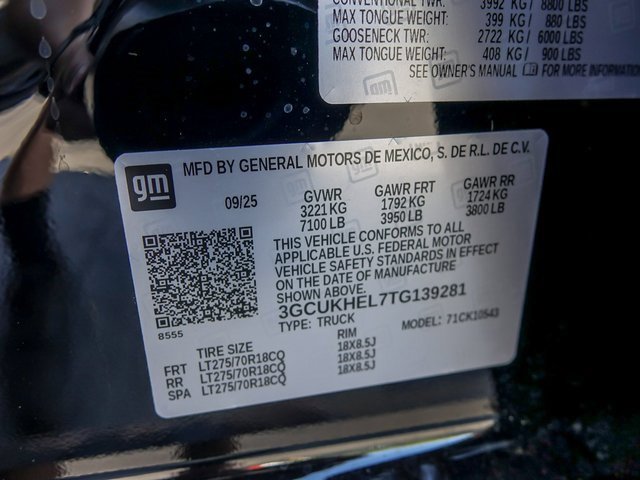 CONVENTIONAL TWR: 3992 KG/ 8800 LBS
MAX TONGUE WEIGHT: 399 KG/ 880 LBS
GOOSENECK TWR: 2722 KG/ 6000 LBS
MAX TONGUE WEIGHT: 408 KG/ 900 LBS
SEE OWNER'S MANUAL FOR MORE INFORMATION
gm
gm MFD BY GENERAL MOTORS DE MEXICO, S. DE R.L. DE C.V.
09/25 GVWR GAWR FRT GAWR RR
3221 KG 1792 KG 1724 KG
7100 LB 3950 LB 3800 LB
THIS VEHICLE CONFORMS TO ALL
APPLICABLE U.S. FEDERAL MOTOR
VEHICLE SAFETY STANDARDS IN EFFECT
ON THE DATE OF MANUFACTURE
SHOWN ABOVE.
3GCUKHEL7TG139281
8555
TYPE: TRUCK MODEL: 71CK10543
TIRE SIZE RIM
FRT LT275/70R18CQ 18X8.5J
RR LT275/70R18CQ 18X8.5J
SPA LT275/70R18CQ 18X8.5J